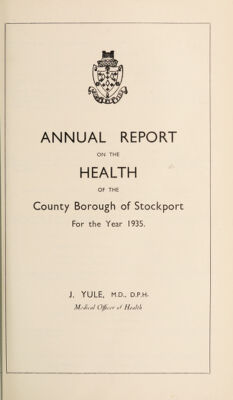 ANNUAL REPORT
ON THE
HEALTH
OF THE
County Borough of Stockport
For the Year 1935.
J. YULE, M.D., D.P.H.
Medical Officer of Health